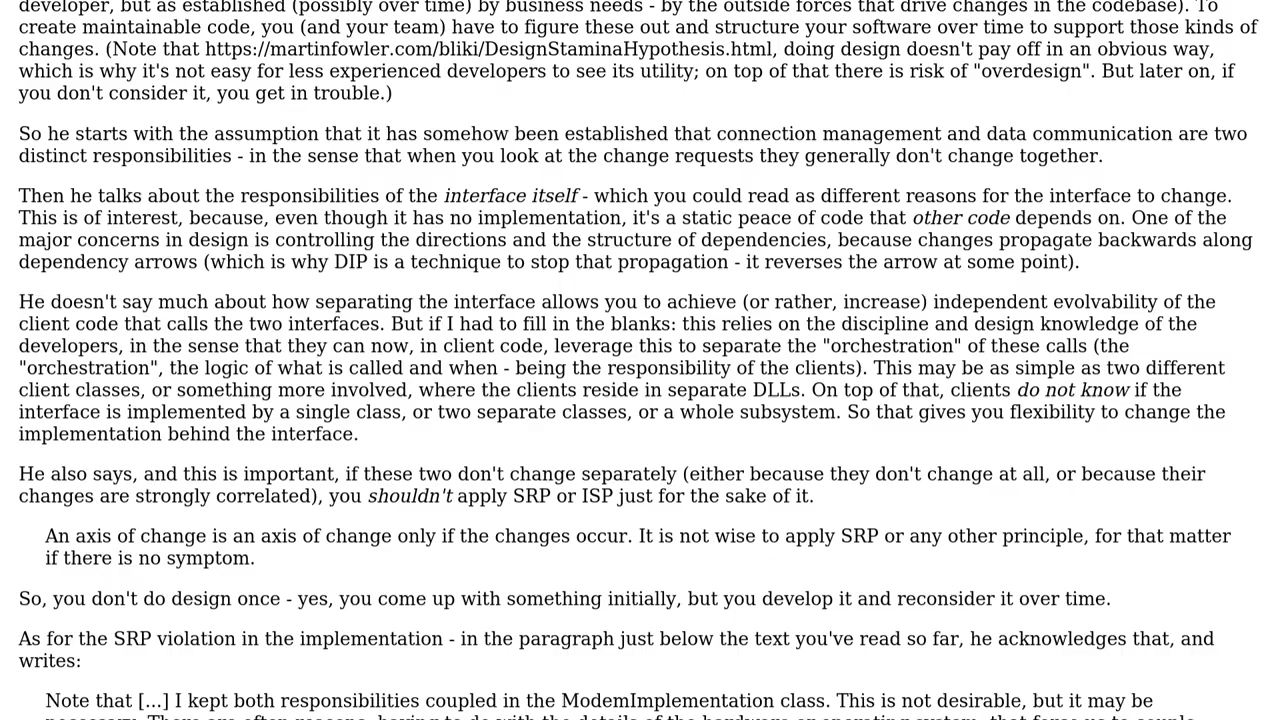 developer, but as established (possibly over time) by business needs - by the outside forces that drive changes in the codebase). To
create maintainable code, you (and your team) have to figure these out and structure your software over time to support those kinds of
changes. (Note that https://martinfowler.com/bliki/DesignStaminaHypothesis.html, doing design doesn't pay off in an obvious way,
which is why it's not easy for less experienced developers to see its utility; on top of that there is risk of "overdesign". But later on, if
you don't consider it, you get in trouble.)
So he starts with the assumption that it has somehow been established that connection management and data communication are two
distinct responsibilities - in the sense that when you look at the change requests they generally don't change together.
Then he talks about the responsibilities of the interface itself - which you could read as different reasons for the interface to change.
This is of interest, because, even though it has no implementation, it's a static peace of code that other code depends on. One of the
major concerns in design is controlling the directions and the structure of dependencies, because changes propagate backwards along
dependency arrows (which is why DIP is a technique to stop that propagation - it reverses the arrow at some point).
He doesn't say much about how separating the interface allows you to achieve (or rather, increase) independent evolvability of the
client code that calls the two interfaces. But if I had to fill in the blanks: this relies on the discipline and design knowledge of the
developers, in the sense that they can now, in client code, leverage this to separate the "orchestration" of these calls (the
"orchestration", the logic of what is called and when - being the responsibility of the clients). This may be as simple as two different
client classes, or something more involved, where the clients reside in separate DLLs. On top of that, clients do not know if the
interface is implemented by a single class, or two separate classes, or a whole subsystem. So that gives you flexibility to change the
implementation behind the interface.
He also says, and this is important, if these two don't change separately (either because they don't change at all, or because their
changes are strongly correlated), you shouldn't apply SRP or ISP just for the sake of it.
An axis of change is an axis of change only if the changes occur. It is not wise to apply SRP or any other principle, for that matter
if there is no symptom.
So, you don't do design once - yes, you come up with something initially, but you develop it and reconsider it over time.
As for the SRP violation in the implementation - in the paragraph just below the text you've read so far, he acknowledges that, and
writes:
Note that [...] I kept both responsibilities coupled in the ModemImplementation class. This is not desirable, but it may be